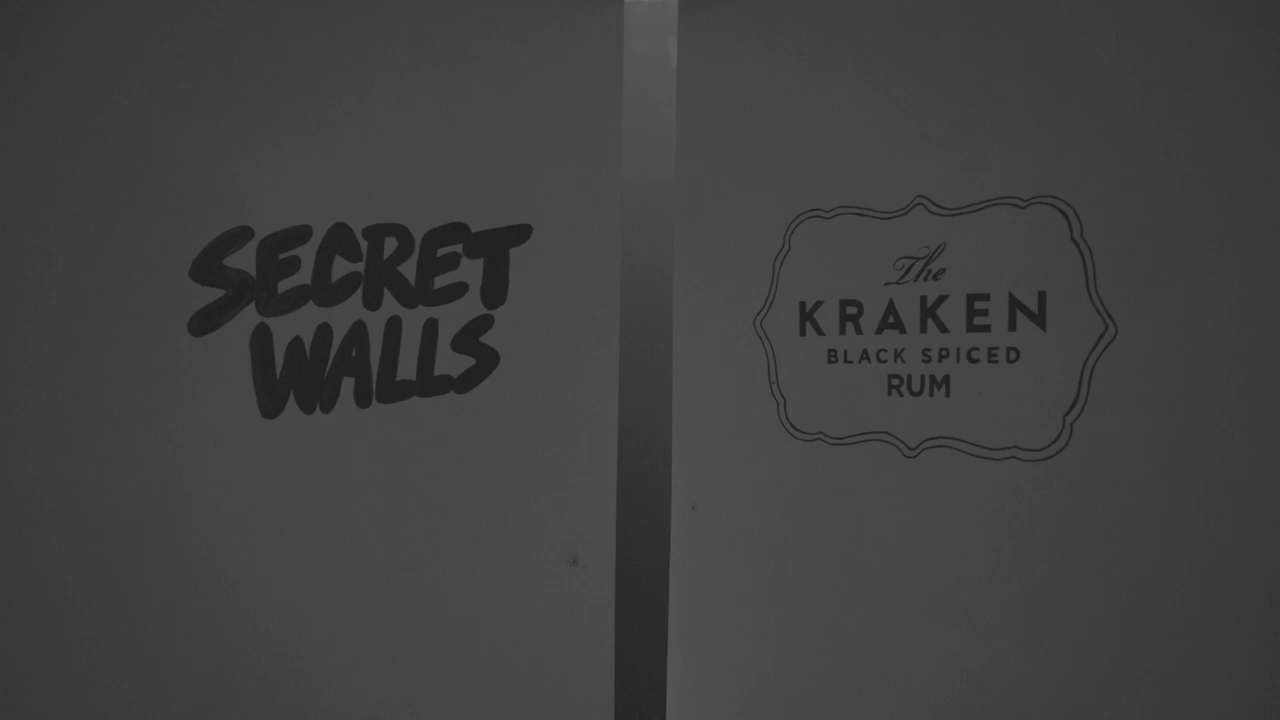 SECRET
WALLS
The
KRAKEN
BLACK SPICED
RUM